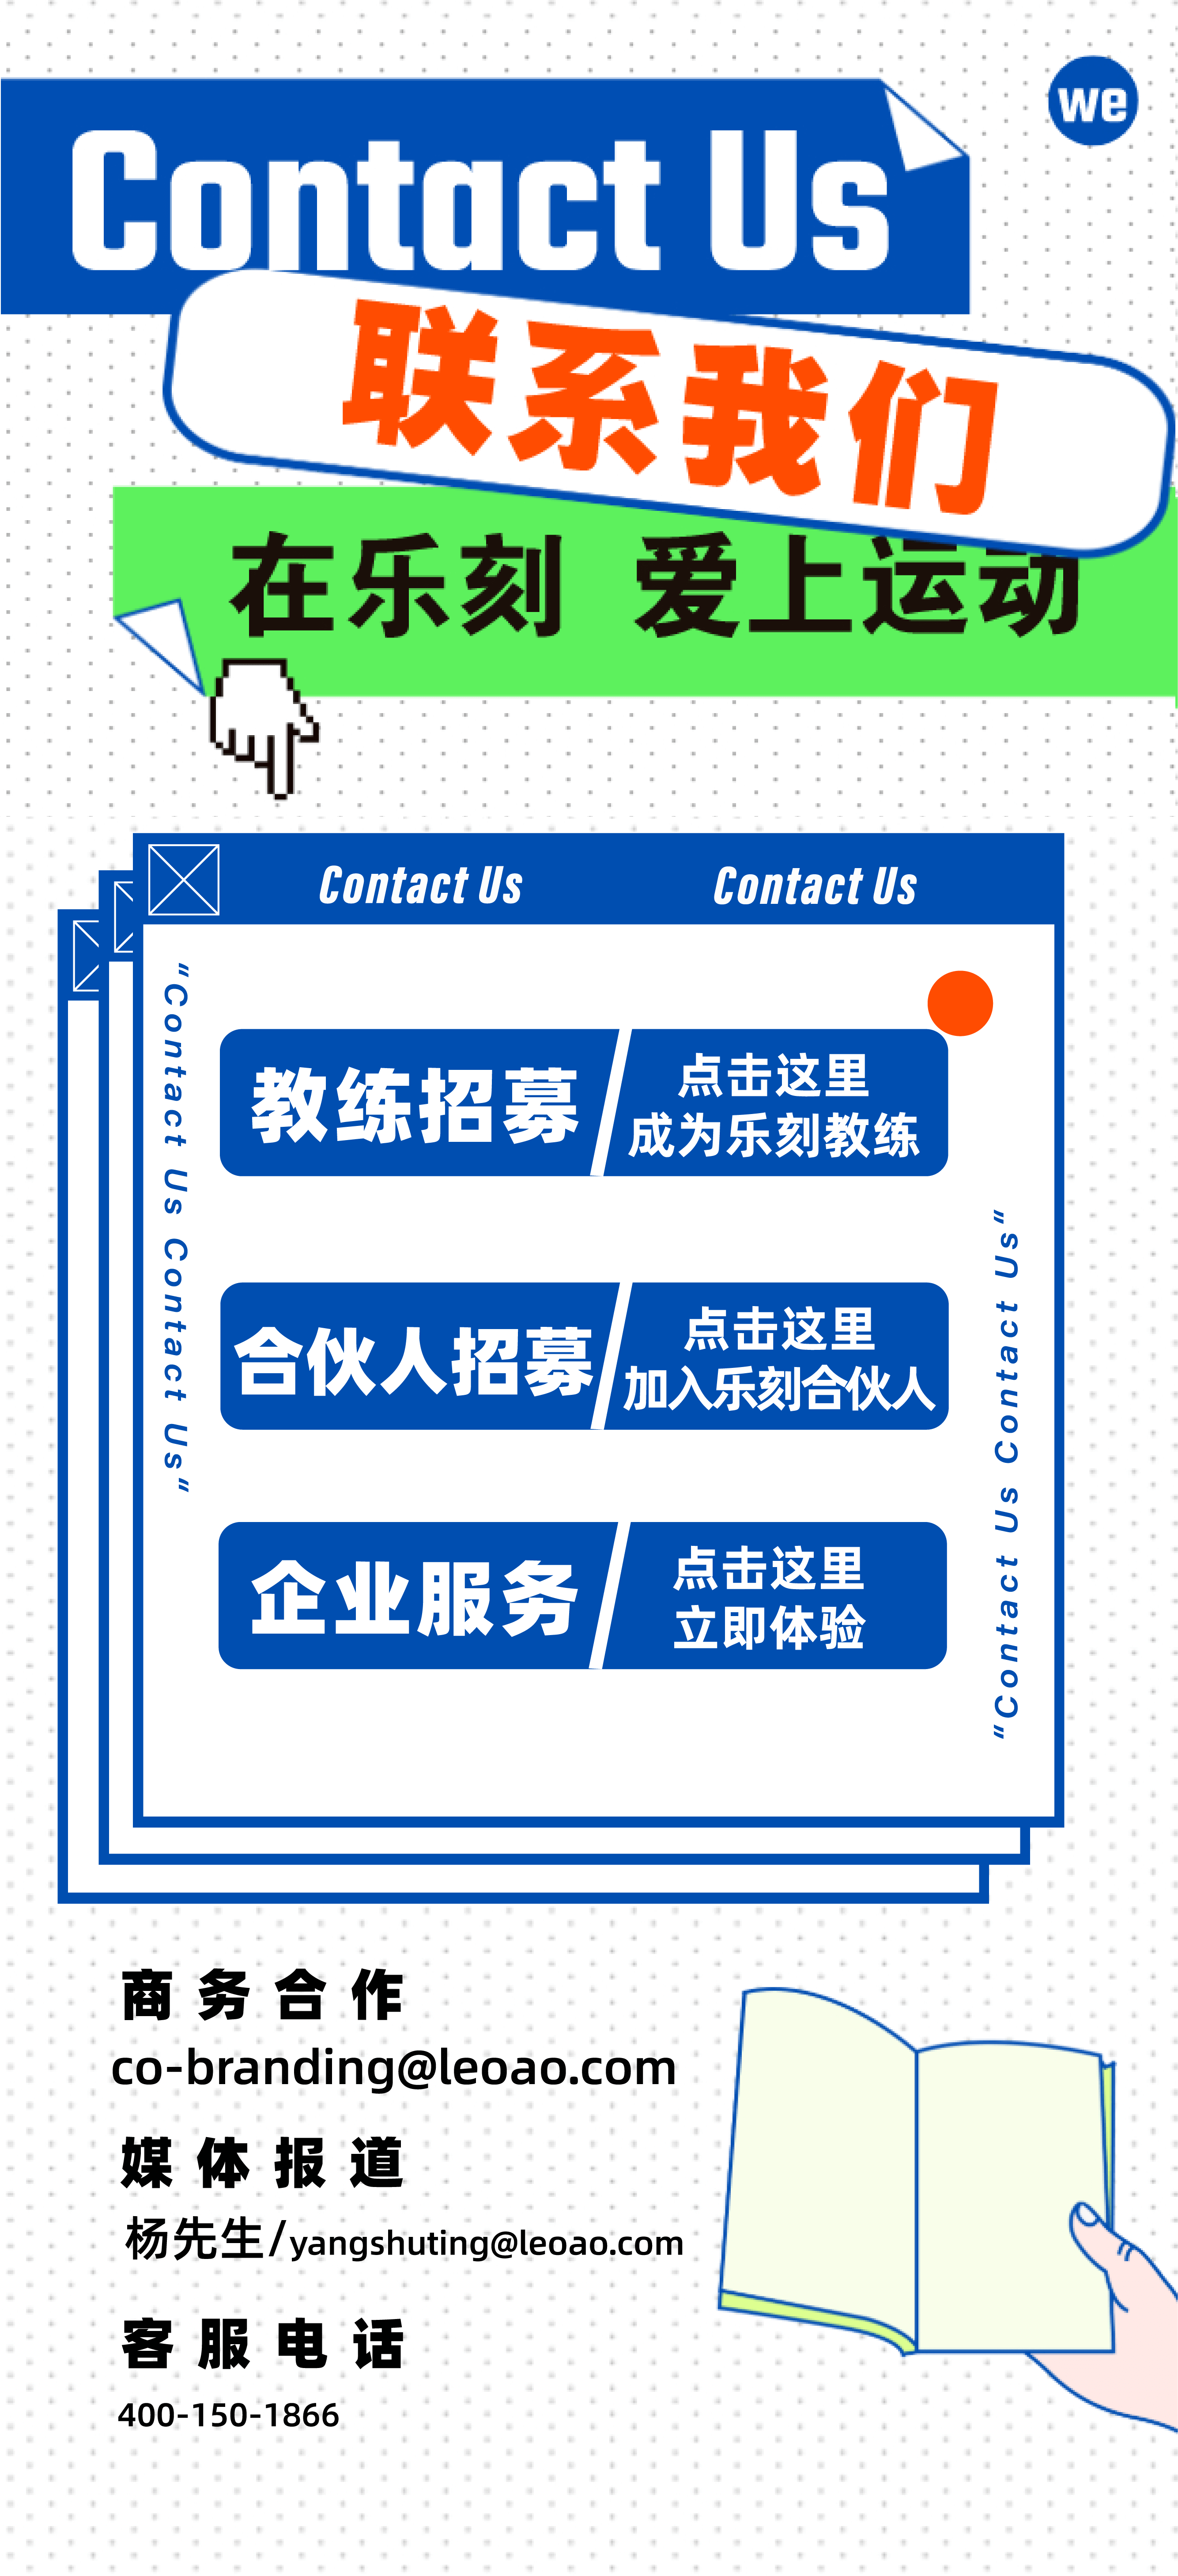 we
Contact Us
联系我们
在乐刻 爱上运动
Contact Us Contact Us
"Contact Us Contact Us"
教练招募
点击这里
成为乐刻教练
合伙人招募
点击这里
加入乐刻合伙人
企业服务
点击这里
立即体验
"Contact Us Contact Us"
商务合作
co-branding@leoao.com
媒体报道
杨先生/yangshuting@leoao.com
客服电话
400-150-1866